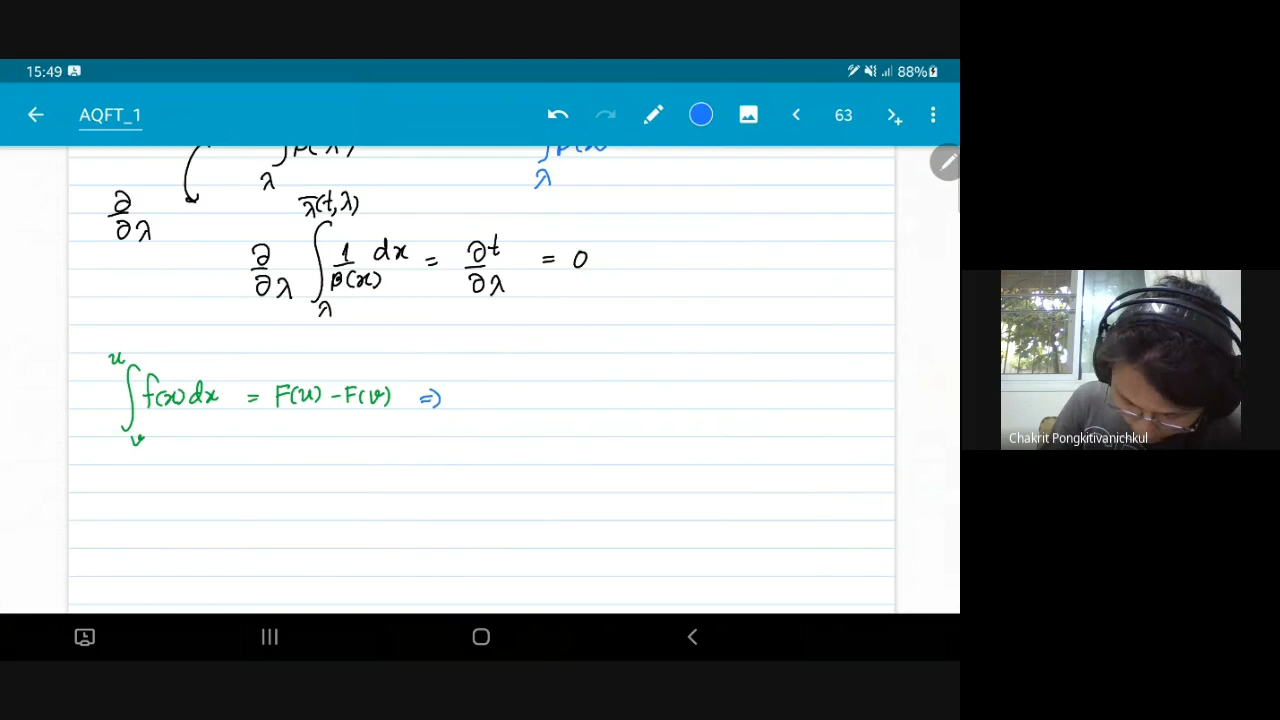 15:49 88%
AQFT_1 63
∫ β(λ) ∫ β(x
λ λ
∂/∂λ
∂/∂λ ∫_λ^{λ̄(t,λ)} 1/β(x) dx = ∂t/∂λ = 0
∫_v^u f(x)dx = F(u) - F(v) ⇒
Chakrit Pongkitivanichkul